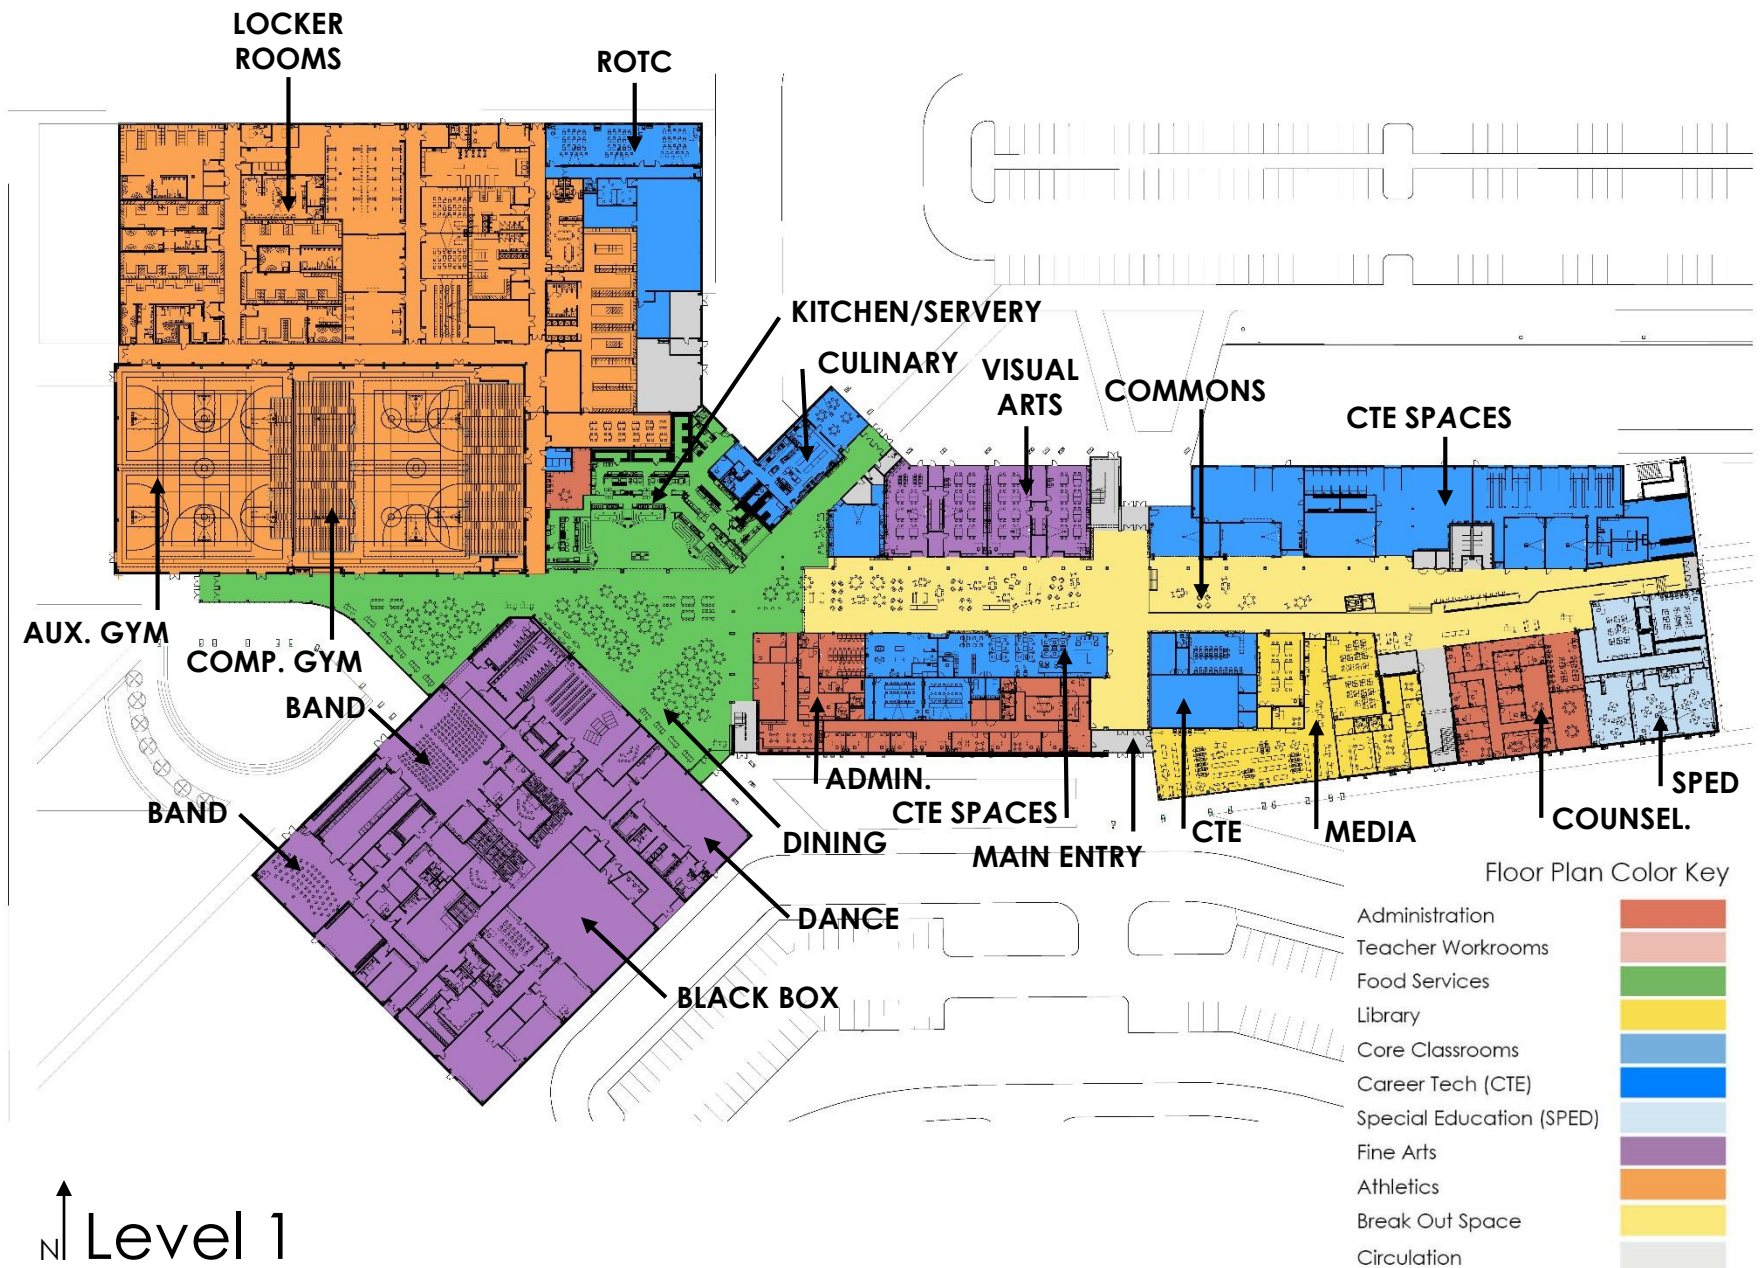 LOCKER
ROOMS
ROTC
KITCHEN/SERVERY
CULINARY
VISUAL
ARTS
COMMONS
CTE SPACES
AUX. GYM
COMP. GYM
BAND
BAND
ADMIN.
CTE SPACES
DINING
MAIN ENTRY
CTE
MEDIA
COUNSEL.
SPED
DANCE
BLACK BOX
Floor Plan Color Key
Administration
Teacher Workrooms
Food Services
Library
Core Classrooms
Career Tech (CTE)
Special Education (SPED)
Fine Arts
Athletics
Break Out Space
Circulation
N
Level 1